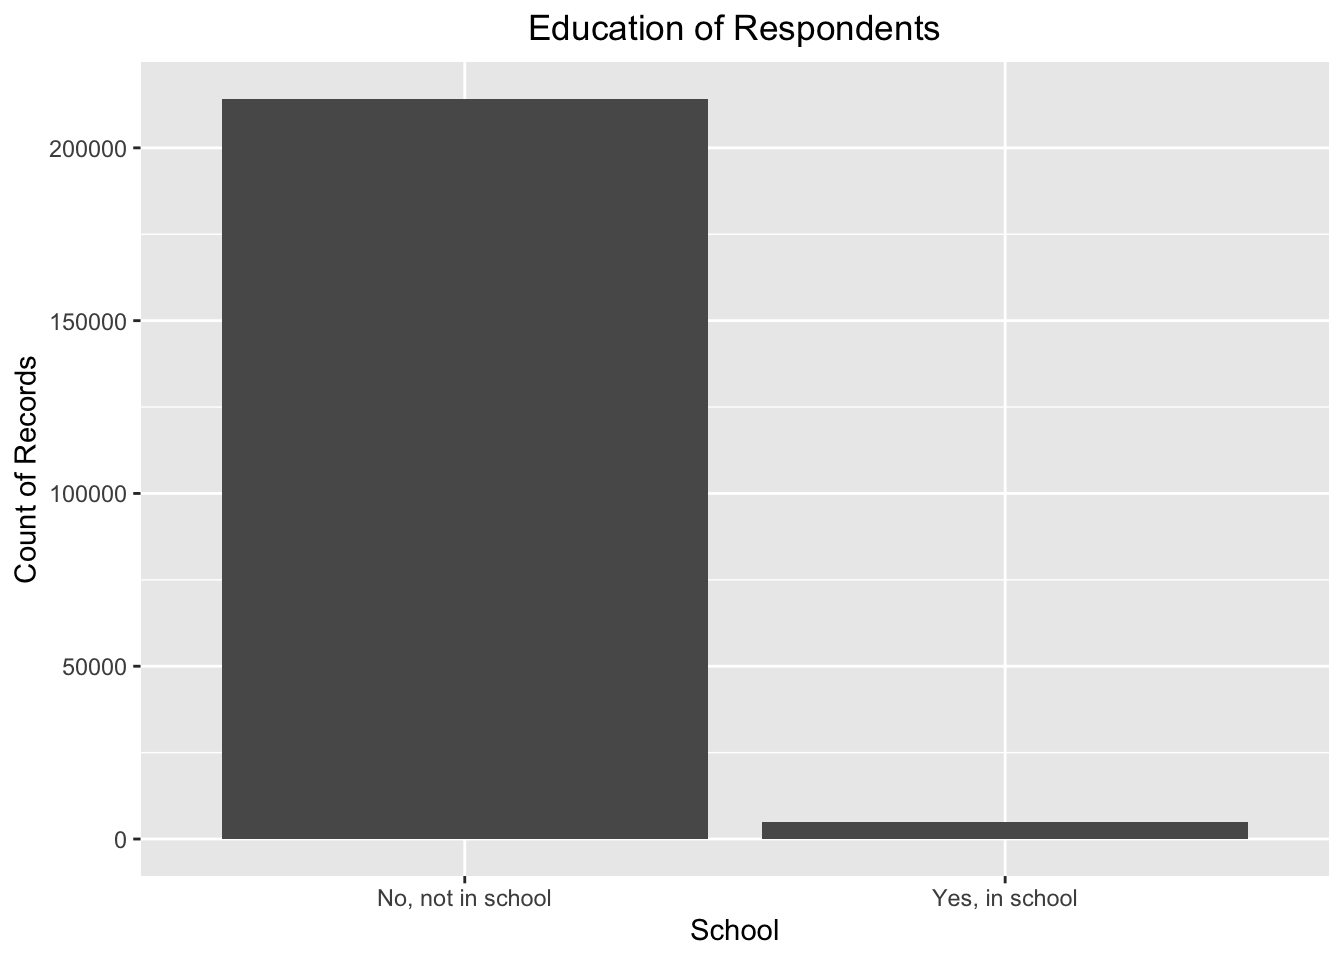 Education of Respondents
Count of Records
200000
150000
100000
50000
0
No, not in school
Yes, in school
School